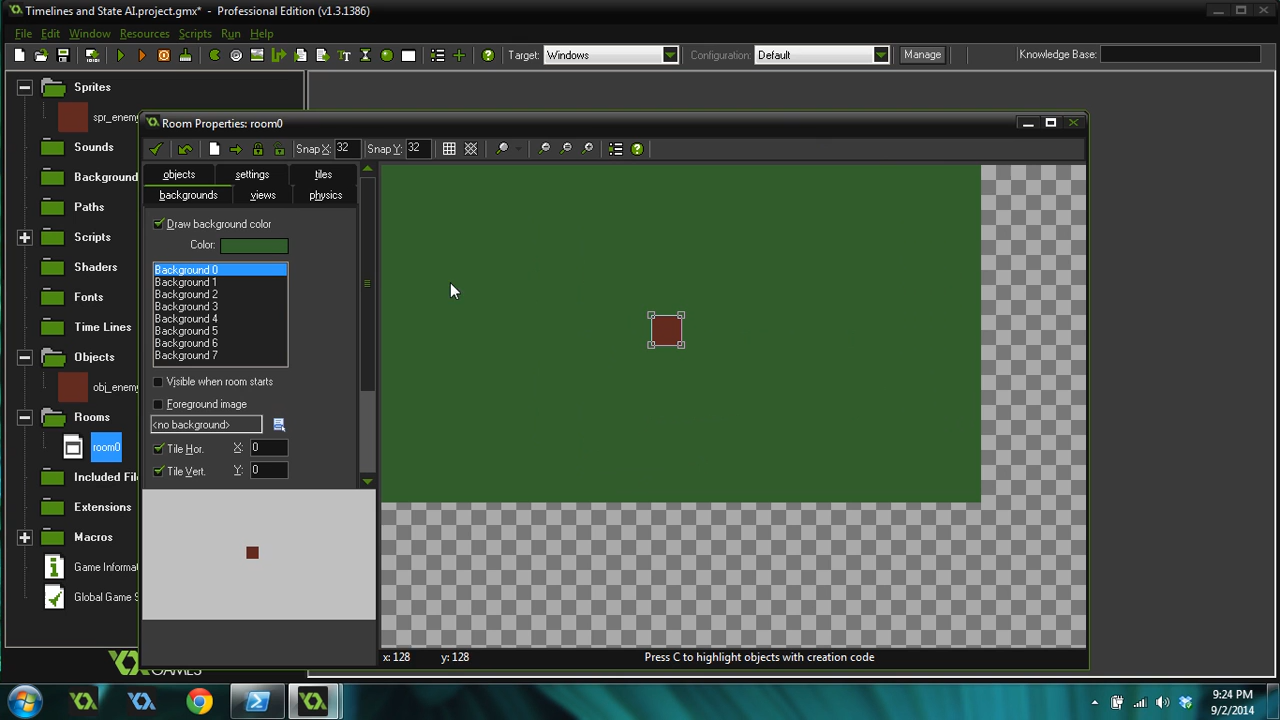 Timelines and State AI.project.gmx* - Professional Edition (v1.3.1386)
File Edit Window Resources Scripts Run Help
Target: Windows Configuration: Default Manage Knowledge Base:
Sprites
spr_enemy
Sounds
Background
Paths
Scripts
Shaders
Fonts
Time Lines
Objects
obj_enemy
Rooms
room0
Included Fil
Extensions
Macros
Game Informat
Global Game S
GAMES
Room Properties: room0
Snap X: 32 Snap Y: 32
objects settings tiles
backgrounds views physics
Draw background color
Color:
Background 0
Background 1
Background 2
Background 3
Background 4
Background 5
Background 6
Background 7
Visible when room starts
Foreground image
<no background>
Tile Hor. X: 0
Tile Vert. Y: 0
x: 128 y: 128 Press C to highlight objects with creation code
9:24 PM
9/2/2014